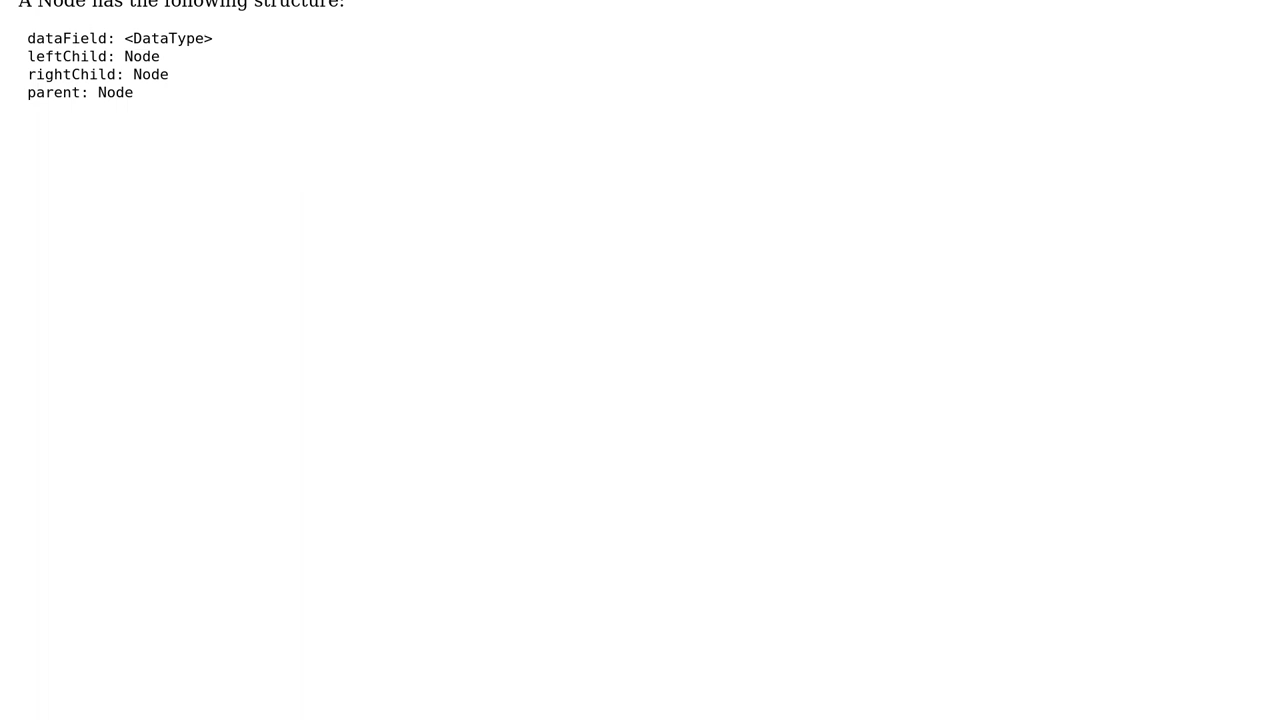 A Node has the following structure:
dataField: <DataType>
leftChild: Node
rightChild: Node
parent: Node